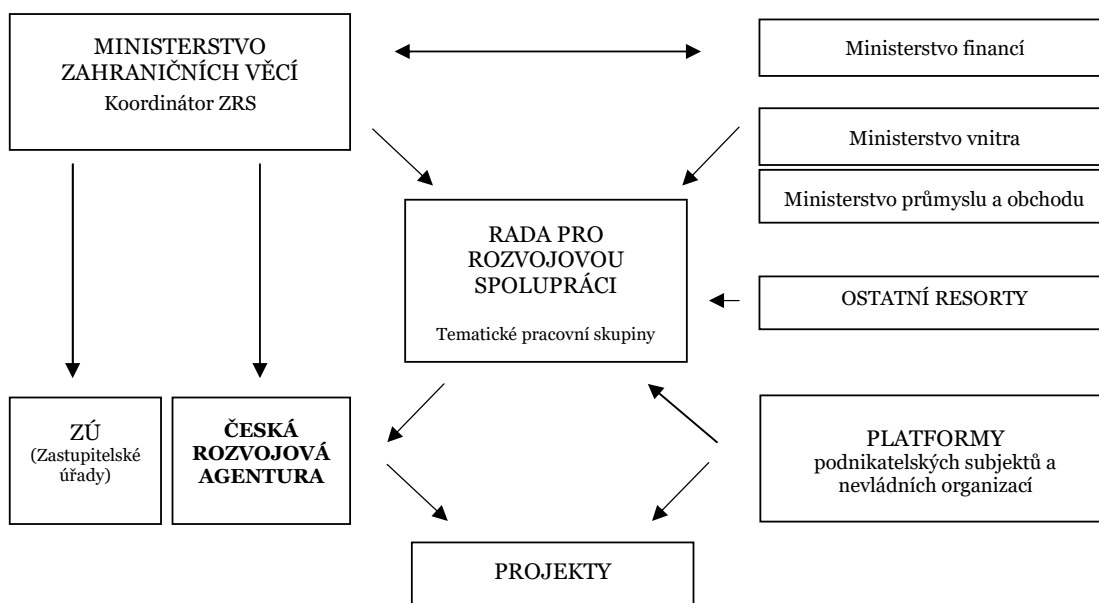 MINISTERSTVO
ZAHRANIČNÍCH VĚCÍ
Koordinátor ZRS
Ministerstvo financí
Ministerstvo vnitra
Ministerstvo průmyslu a obchodu
RADA PRO
ROZVOJOVOU
SPOLUPRÁCI
Tematické pracovní skupiny
OSTATNÍ RESORTY
ZÚ
(Zastupitelské
úřady)
ČESKÁ
ROZVOJOVÁ
AGENTURA
PLATFORMY
podnikatelských subjektů a
nevládních organizací
PROJEKTY